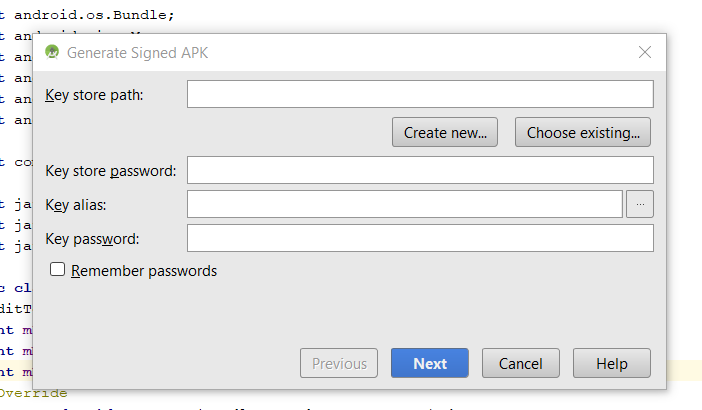 t android.os.Bundle;
t an
Generate Signed APK
t an
t an
Key store path:
t an
t an
Create new... Choose existing...
t co
Key store password:
t ja
Key alias: ...
t ja
Key password:
t ja
Remember passwords
c cl
ditT
nt m
nt m
Previous Next Cancel Help
nt m
Override